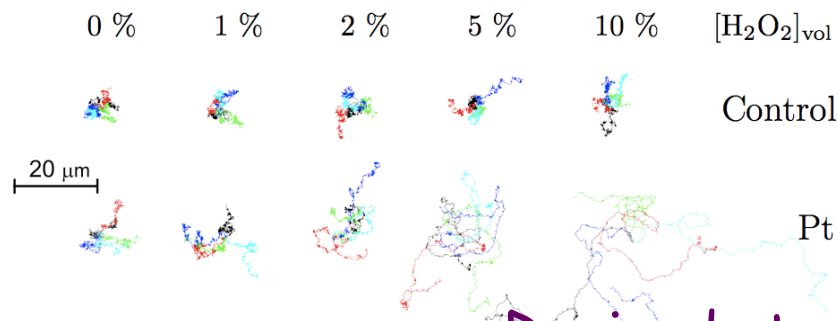 0 % 1 % 2 % 5 % 10 % [H₂O₂]vol
Control
20 μm
Pt